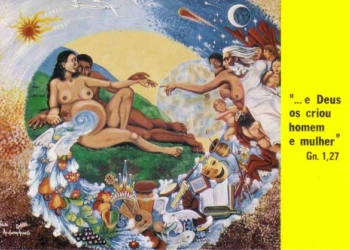 "... e Deus
os criou
homem
e mulher"
Gn. 1,27